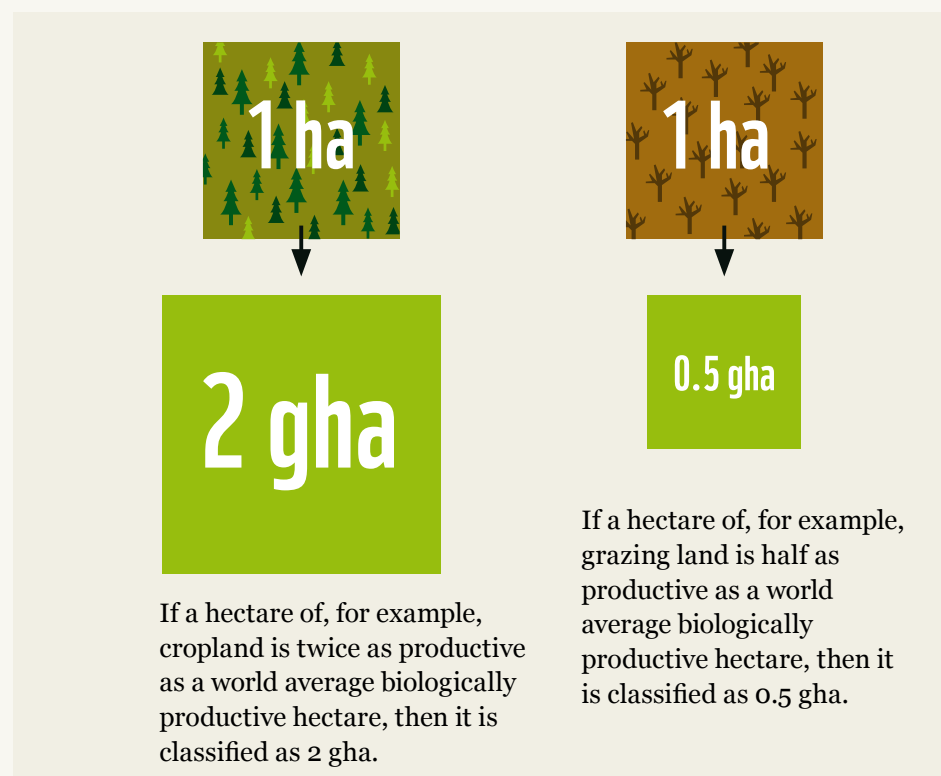 1 ha
2 gha
If a hectare of, for example,
cropland is twice as productive
as a world average biologically
productive hectare, then it is
classified as 2 gha.
1 ha
0.5 gha
If a hectare of, for example,
grazing land is half as
productive as a world
average biologically
productive hectare, then it
is classified as 0.5 gha.